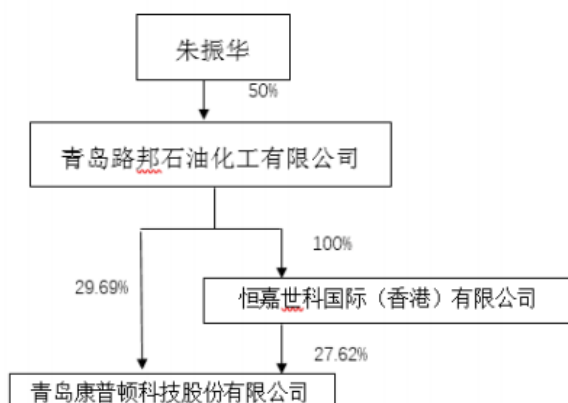 朱振华
50%
青岛路邦石油化工有限公司
100%
29.69%
恒嘉世科国际（香港）有限公司
27.62%
青岛康普顿科技股份有限公司